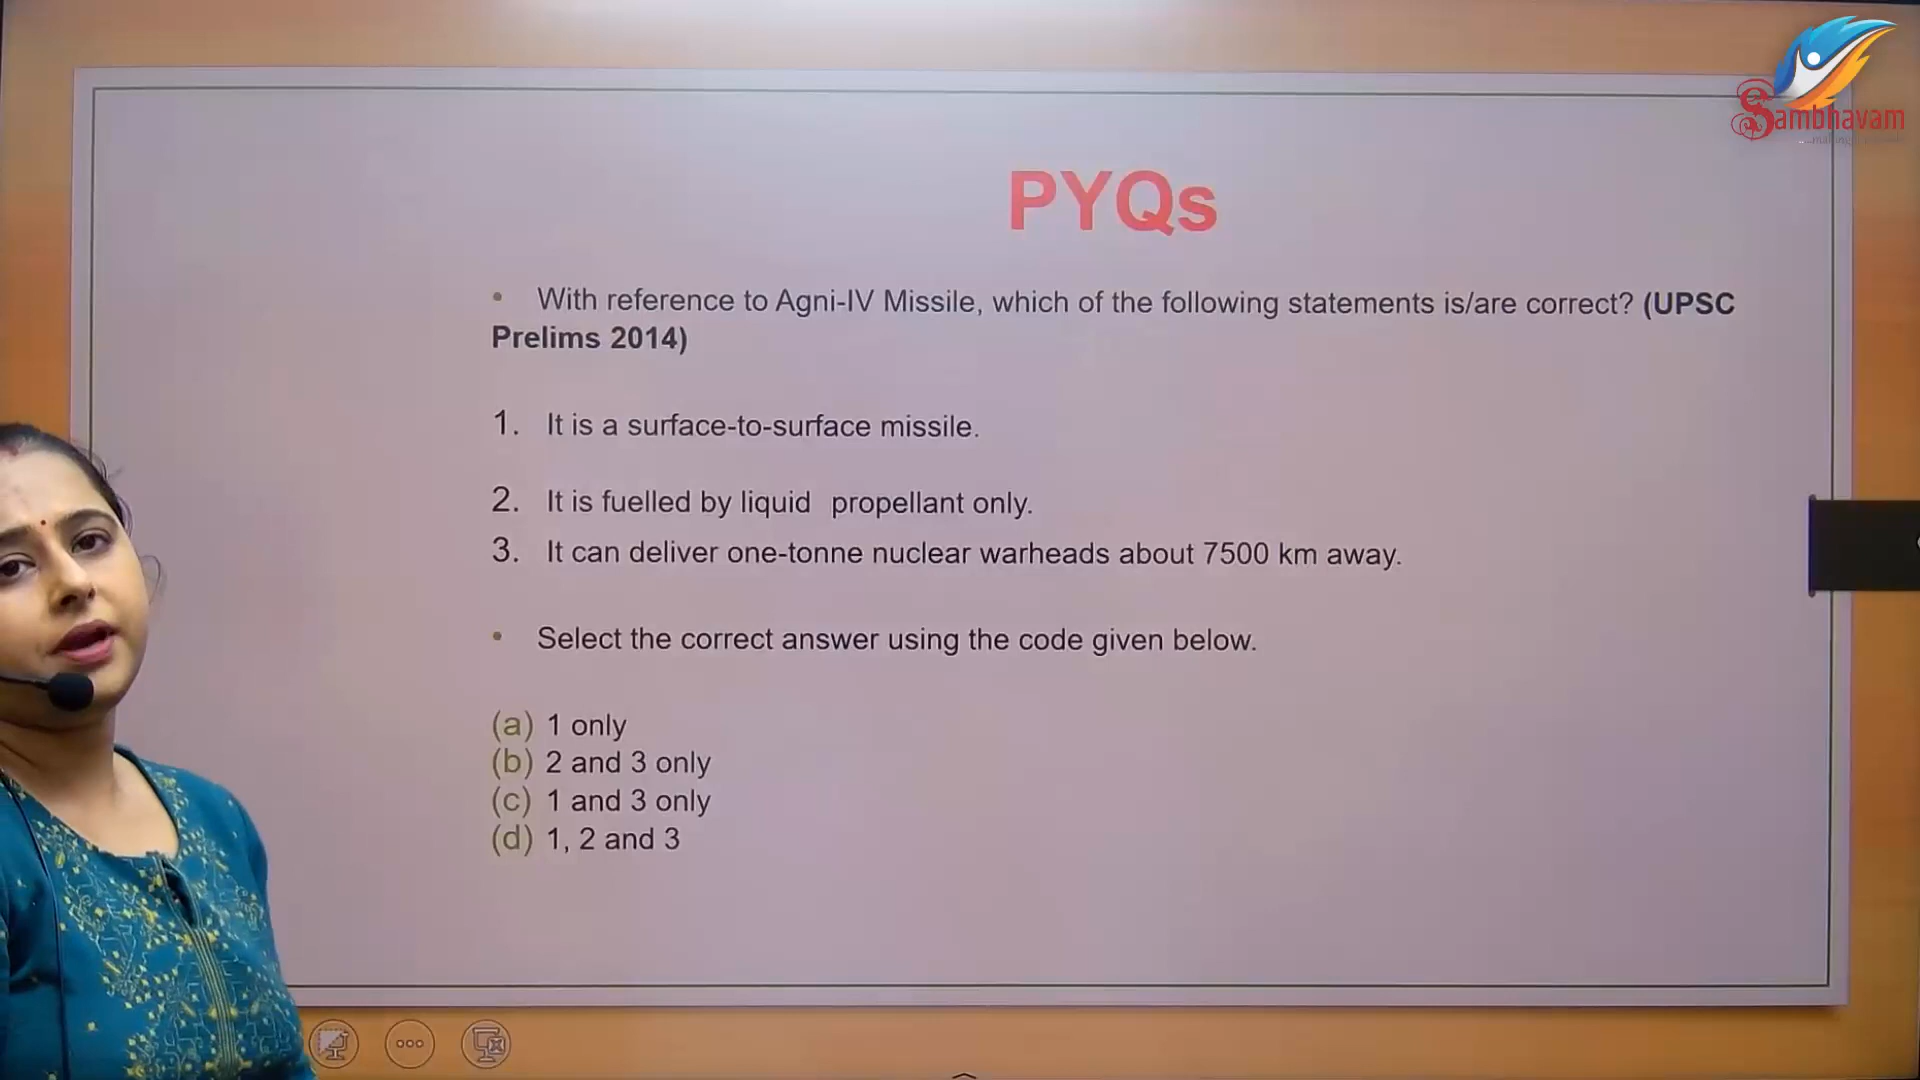 Sambhavam
PYQs
• With reference to Agni-IV Missile, which of the following statements is/are correct? (UPSC
Prelims 2014)
1. It is a surface-to-surface missile.
2. It is fuelled by liquid propellant only.
3. It can deliver one-tonne nuclear warheads about 7500 km away.
• Select the correct answer using the code given below.
(a) 1 only
(b) 2 and 3 only
(c) 1 and 3 only
(d) 1, 2 and 3